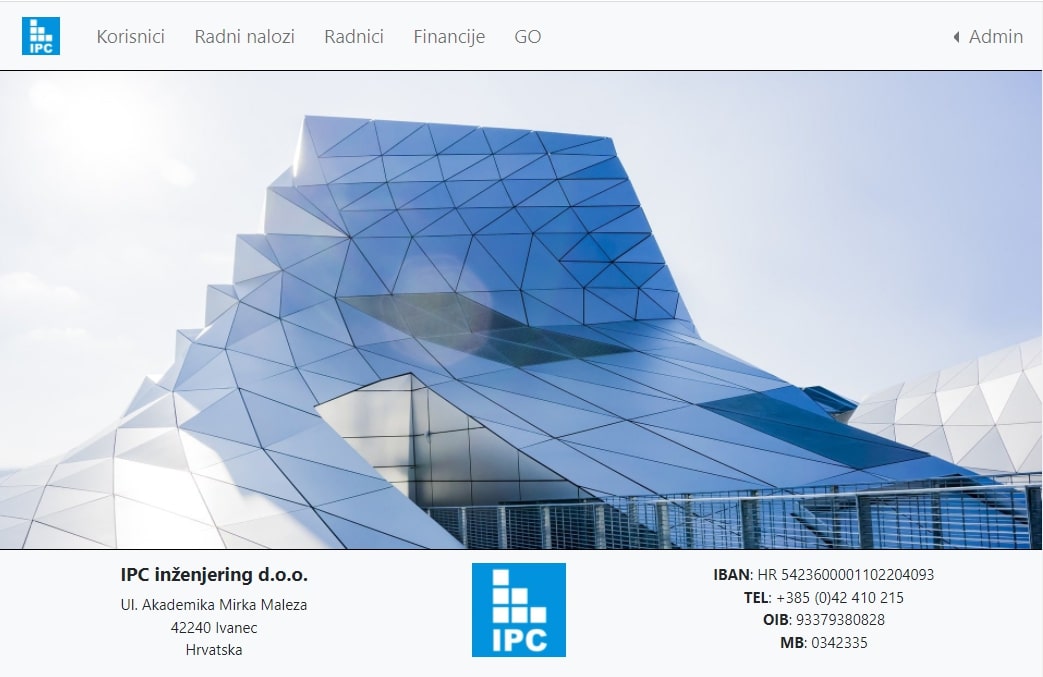 IPC
Korisnici
Radni nalozi
Radnici
Financije
GO
Admin
IPC inženjering d.o.o.
Ul. Akademika Mirka Maleza
42240 Ivanec
Hrvatska
IPC
IBAN: HR 5423600001102204093
TEL: +385 (0)42 410 215
OIB: 93379380828
MB: 0342335